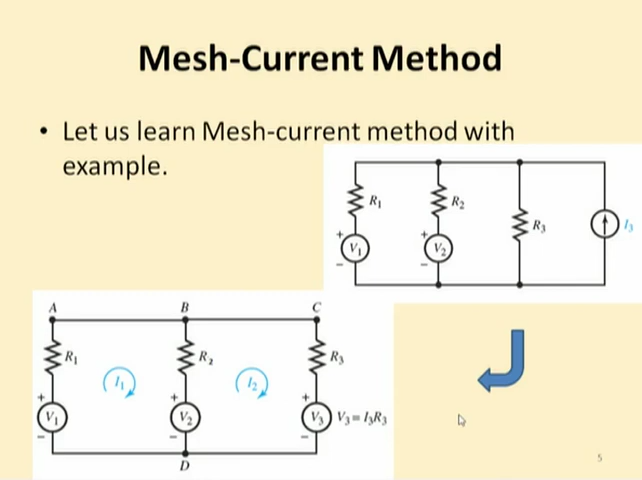 Mesh-Current Method
• Let us learn Mesh-current method with
example.
R1
R2
R3
I3
+
V1
−
+
V2
−
A
B
C
R1
I1
R2
I2
R3
+
V1
−
+
V2
−
+
V3
−
V3= I3R3
D
5